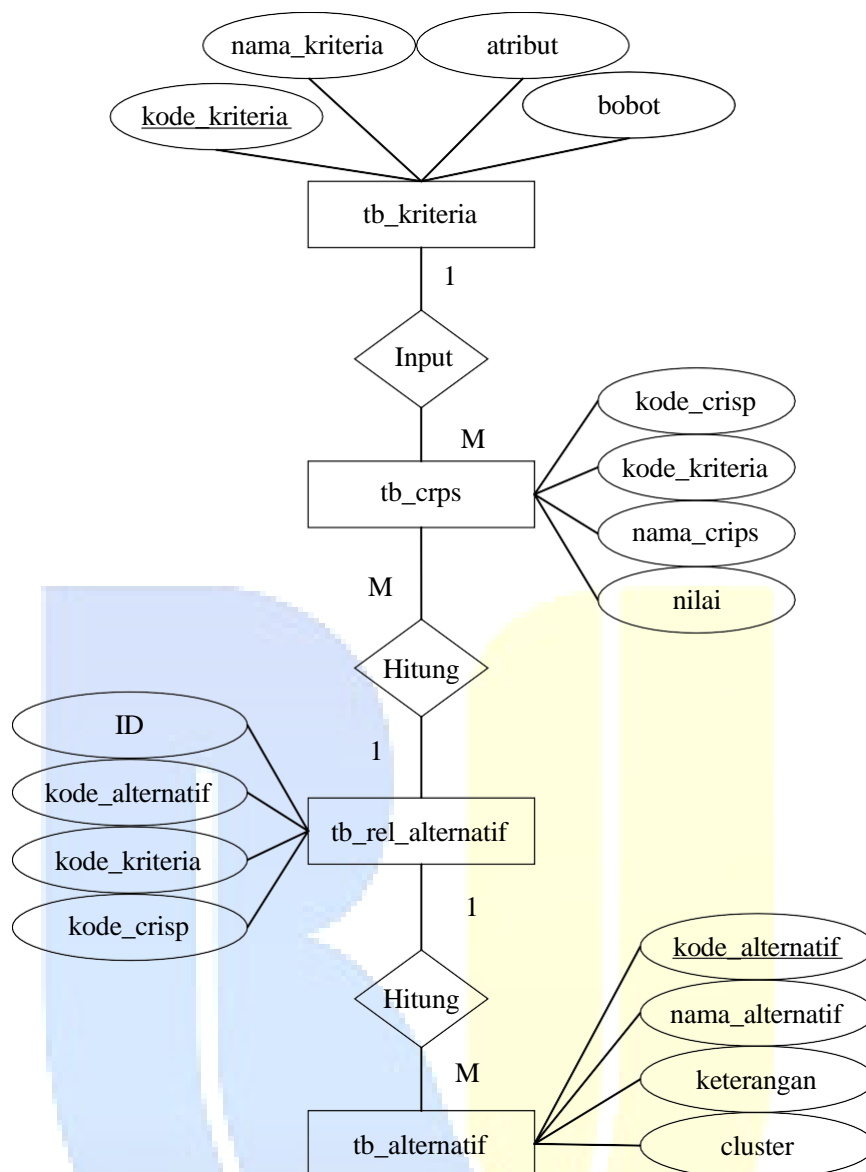 nama_kriteria
atribut
kode_kriteria
bobot
tb_kriteria
1
Input
M
kode_crisp
kode_kriteria
tb_crps
nama_crips
nilai
M
Hitung
ID
1
kode_alternatif
tb_rel_alternatif
kode_kriteria
kode_crisp
1
kode_alternatif
Hitung
nama_alternatif
M
keterangan
tb_alternatif
cluster